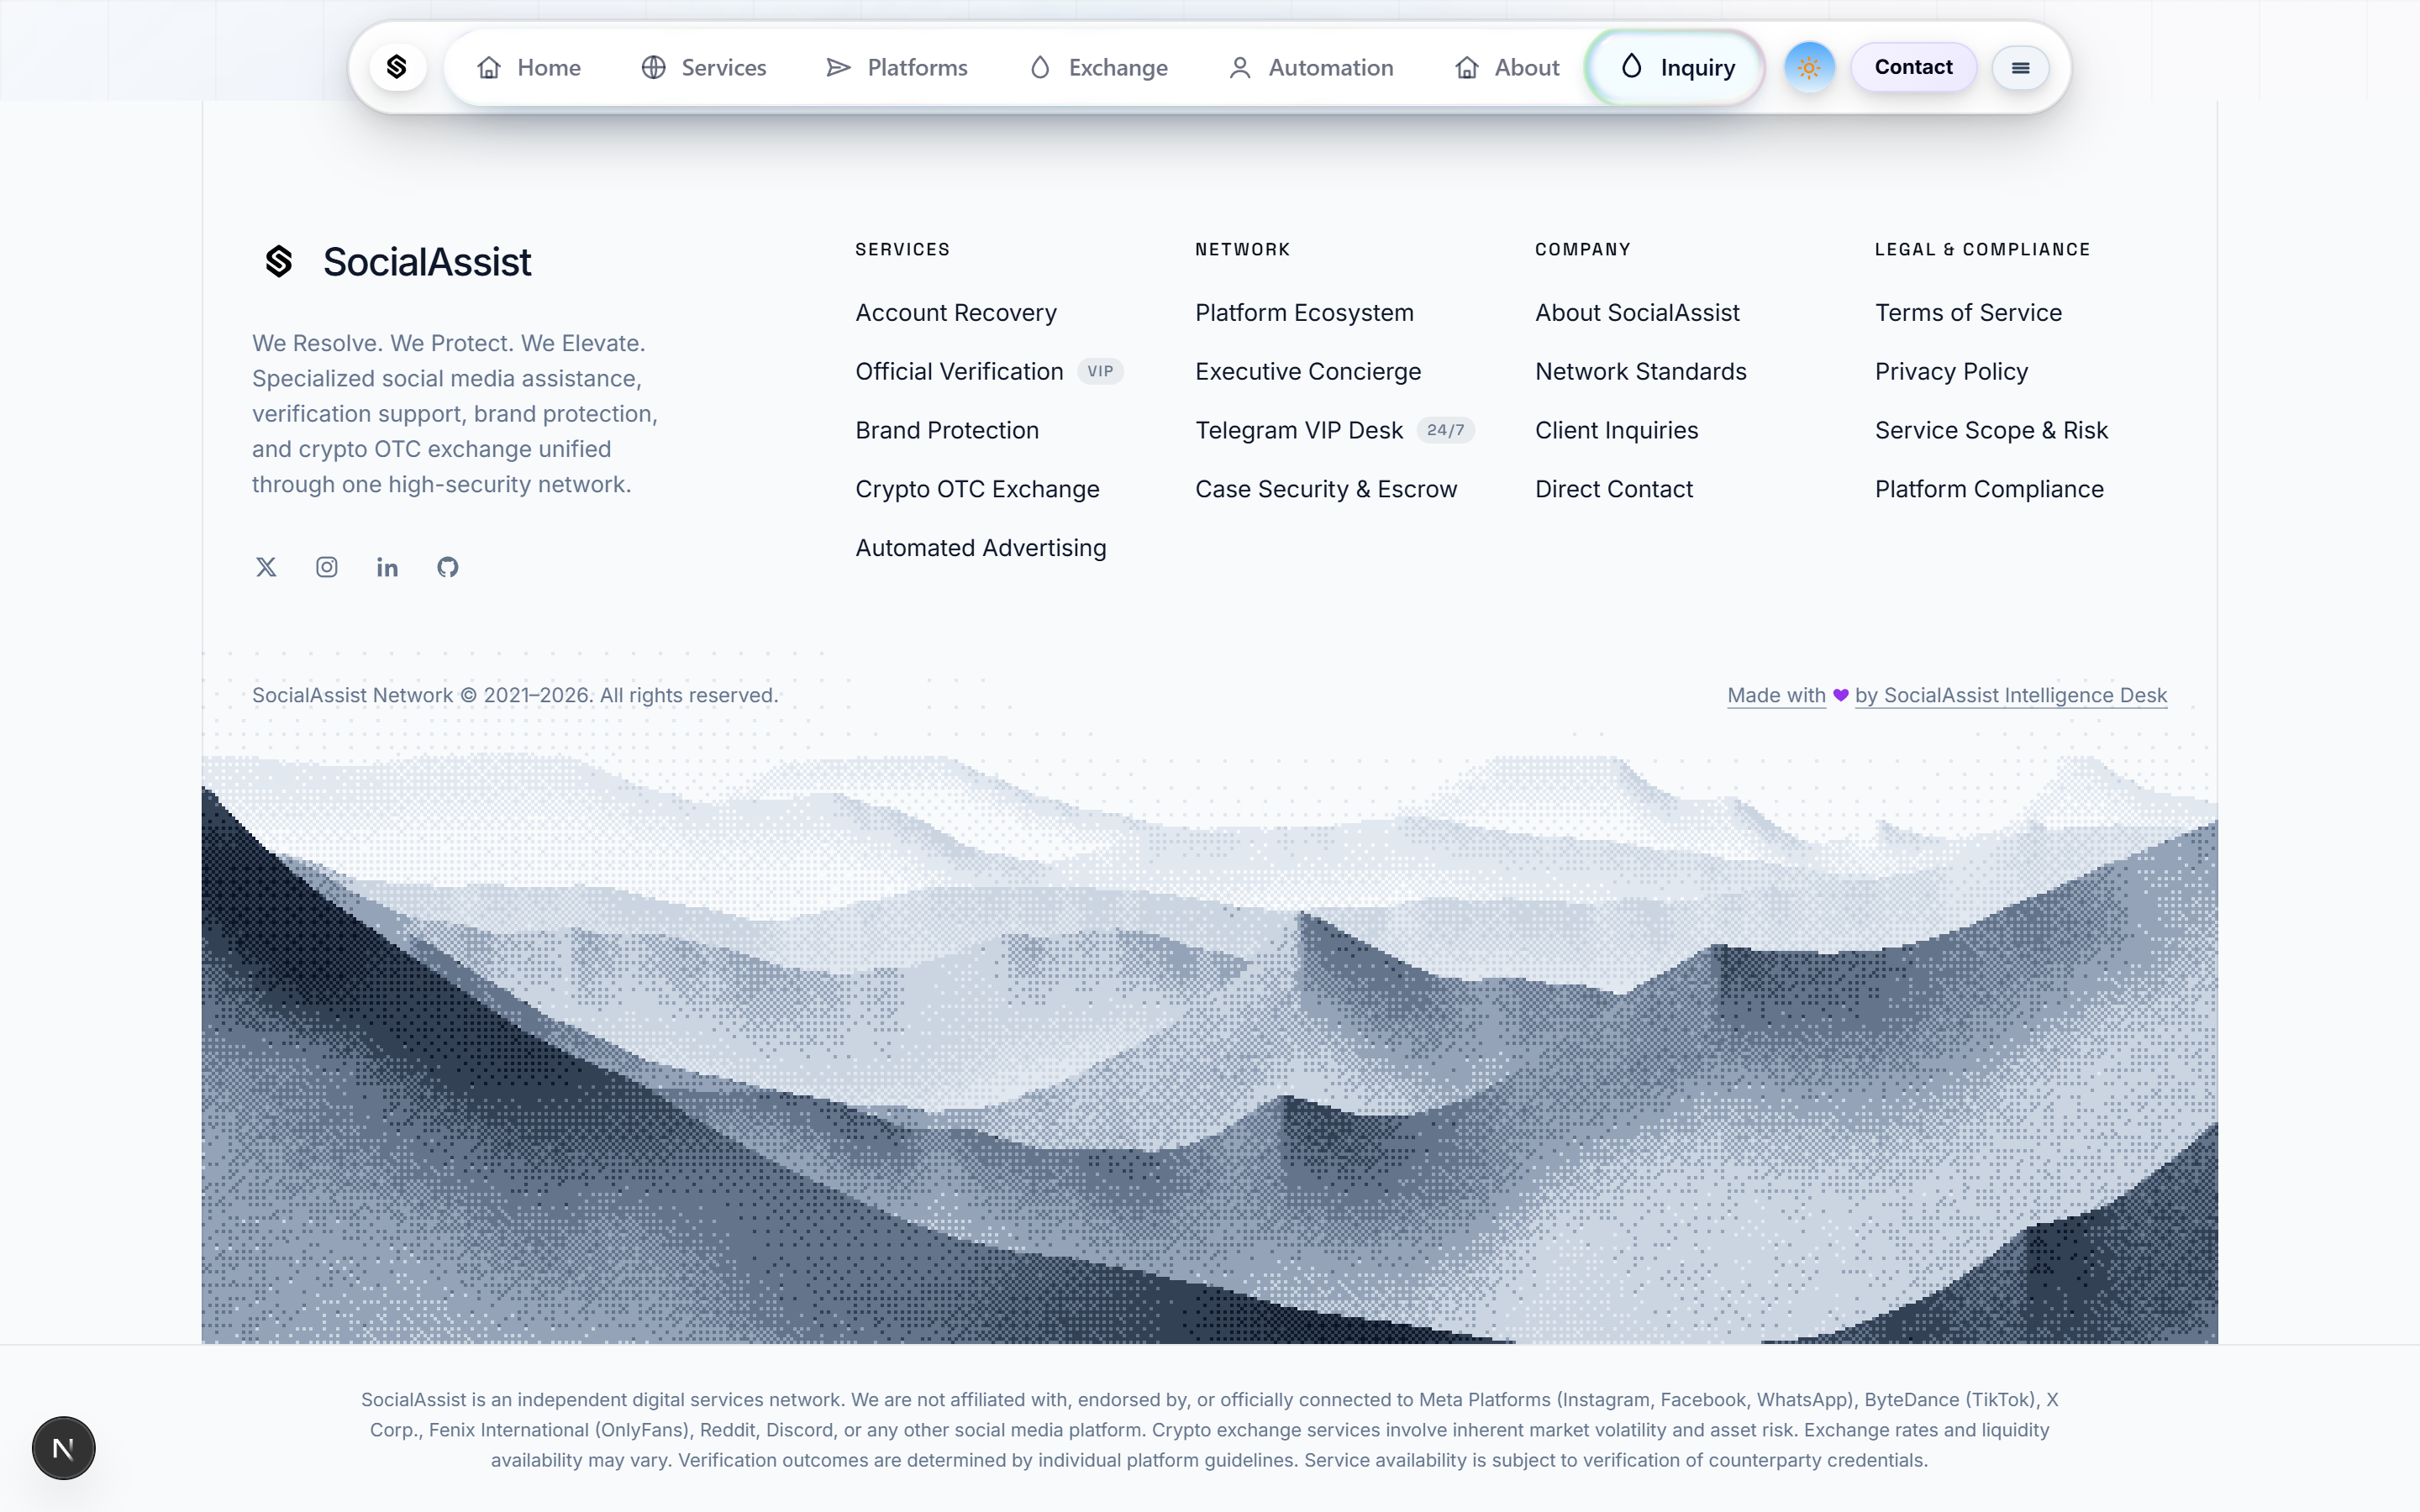 Home
Services
Platforms
Exchange
Automation
About
Inquiry
Contact
SocialAssist
We Resolve. We Protect. We Elevate.
Specialized social media assistance,
verification support, brand protection,
and crypto OTC exchange unified
through one high-security network.
SERVICES
Account Recovery
Official Verification VIP
Brand Protection
Crypto OTC Exchange
Automated Advertising
NETWORK
Platform Ecosystem
Executive Concierge
Telegram VIP Desk 24/7
Case Security & Escrow
COMPANY
About SocialAssist
Network Standards
Client Inquiries
Direct Contact
LEGAL & COMPLIANCE
Terms of Service
Privacy Policy
Service Scope & Risk
Platform Compliance
SocialAssist Network © 2021–2026. All rights reserved.
Made with 💜 by SocialAssist Intelligence Desk
SocialAssist is an independent digital services network. We are not affiliated with, endorsed by, or officially connected to Meta Platforms (Instagram, Facebook, WhatsApp), ByteDance (TikTok), X
Corp., Fenix International (OnlyFans), Reddit, Discord, or any other social media platform. Crypto exchange services involve inherent market volatility and asset risk. Exchange rates and liquidity
availability may vary. Verification outcomes are determined by individual platform guidelines. Service availability is subject to verification of counterparty credentials.